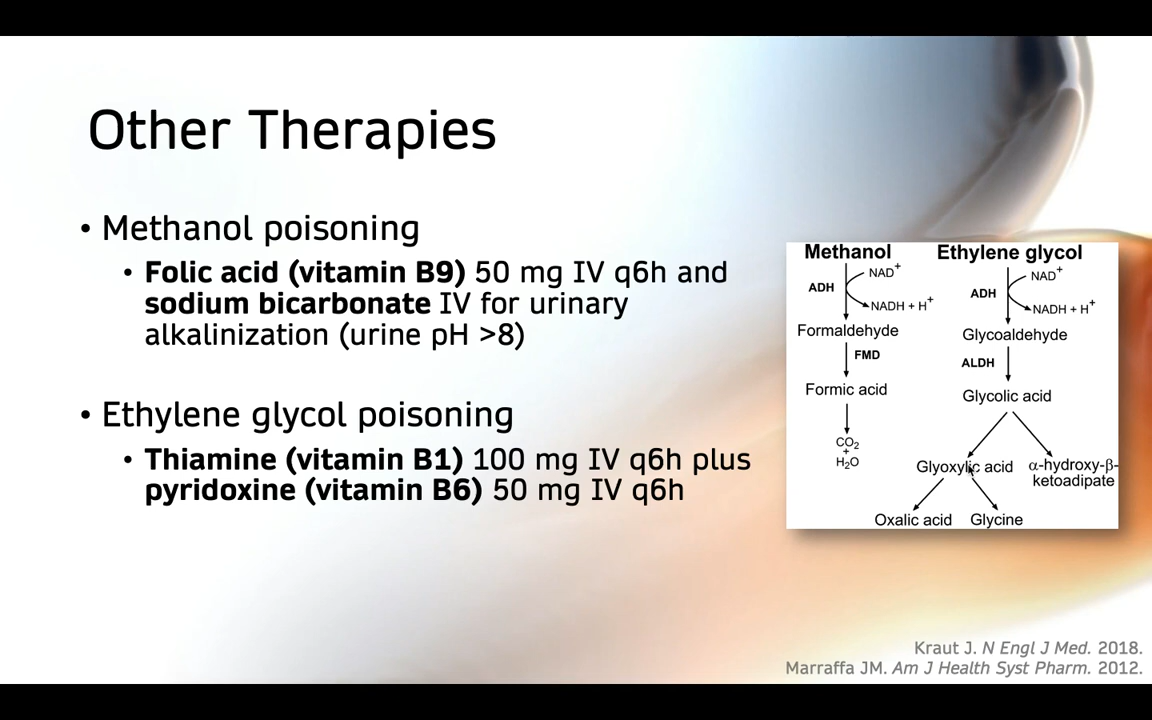 Other Therapies
• Methanol poisoning
• Folic acid (vitamin B9) 50 mg IV q6h and
sodium bicarbonate IV for urinary
alkalinization (urine pH >8)
• Ethylene glycol poisoning
• Thiamine (vitamin B1) 100 mg IV q6h plus
pyridoxine (vitamin B6) 50 mg IV q6h
Methanol
NAD+
ADH
NADH + H+
Formaldehyde
FMD
Formic acid
CO2
+
H2O
Ethylene glycol
NAD+
ADH
NADH + H+
Glycoaldehyde
ALDH
Glycolic acid
Glyoxylic acid
α-hydroxy-β-
ketoadipate
Oxalic acid
Glycine
Kraut J. N Engl J Med. 2018.
Marraffa JM. Am J Health Syst Pharm. 2012.